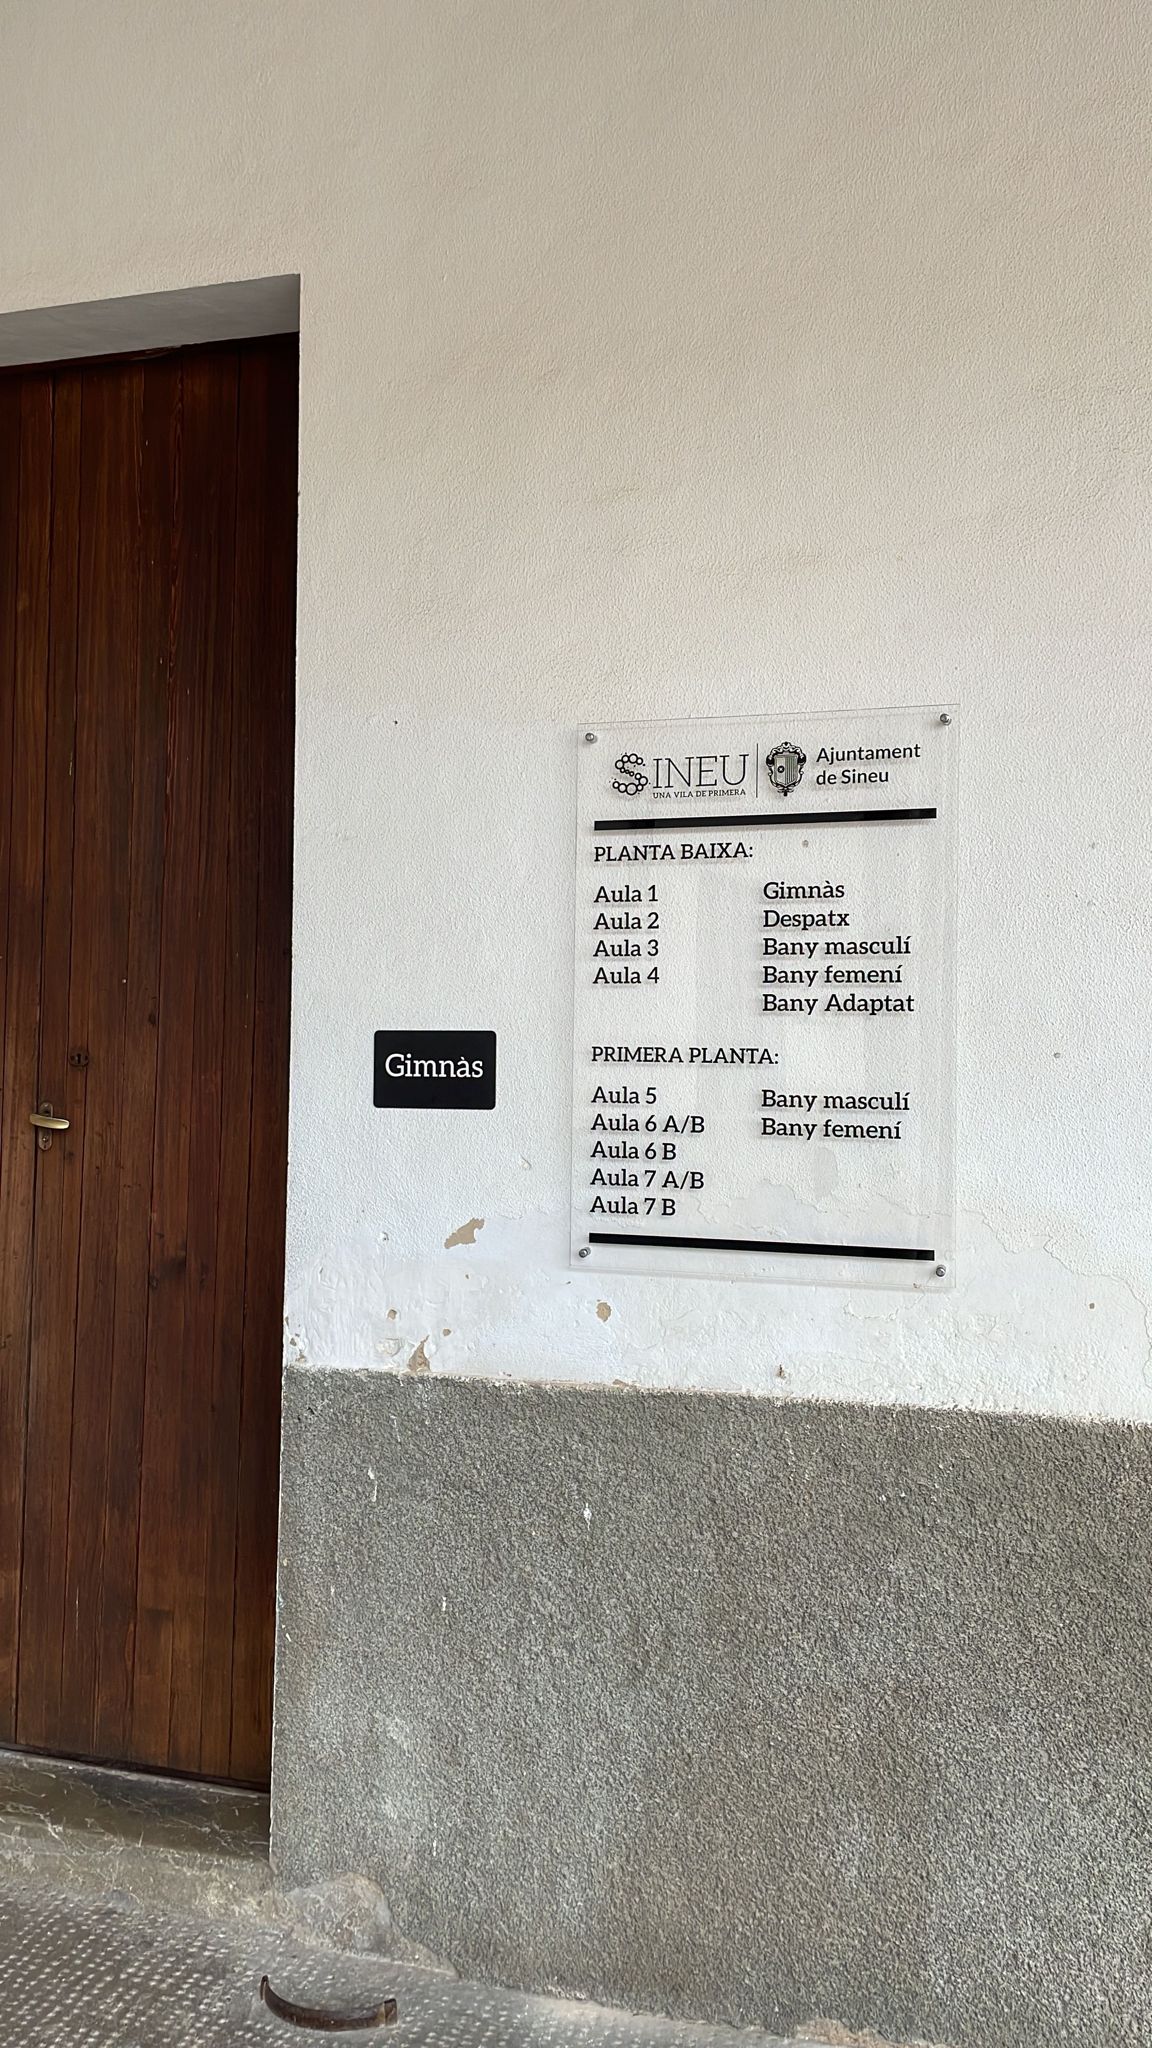 SINEU
UNA VILA DE PRIMERA
Ajuntament
de Sineu
PLANTA BAIXA:
Aula 1
Aula 2
Aula 3
Aula 4
Gimnàs
Despatx
Bany masculí
Bany femení
Bany Adaptat
PRIMERA PLANTA:
Aula 5
Aula 6 A/B
Aula 6 B
Aula 7 A/B
Aula 7 B
Bany masculí
Bany femení
Gimnàs